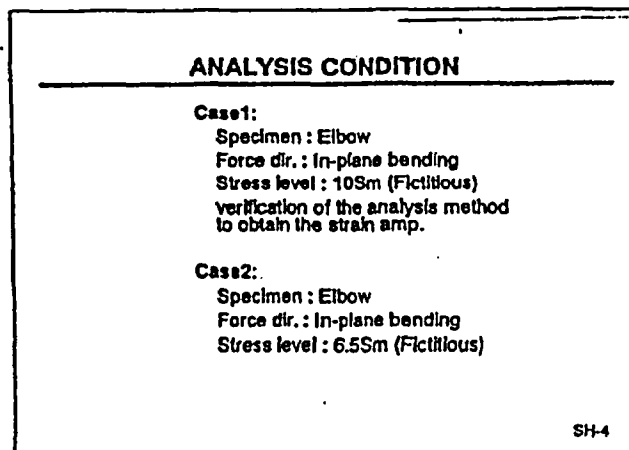 ANALYSIS CONDITION
Case1:
Specimen : Elbow
Force dir. : In-plane bending
Stress level : 10Sm (Fictitious)
verification of the analysis method
to obtain the strain amp.
Case2:
Specimen : Elbow
Force dir. : In-plane bending
Stress level : 6.5Sm (Fictitious)
SH-4